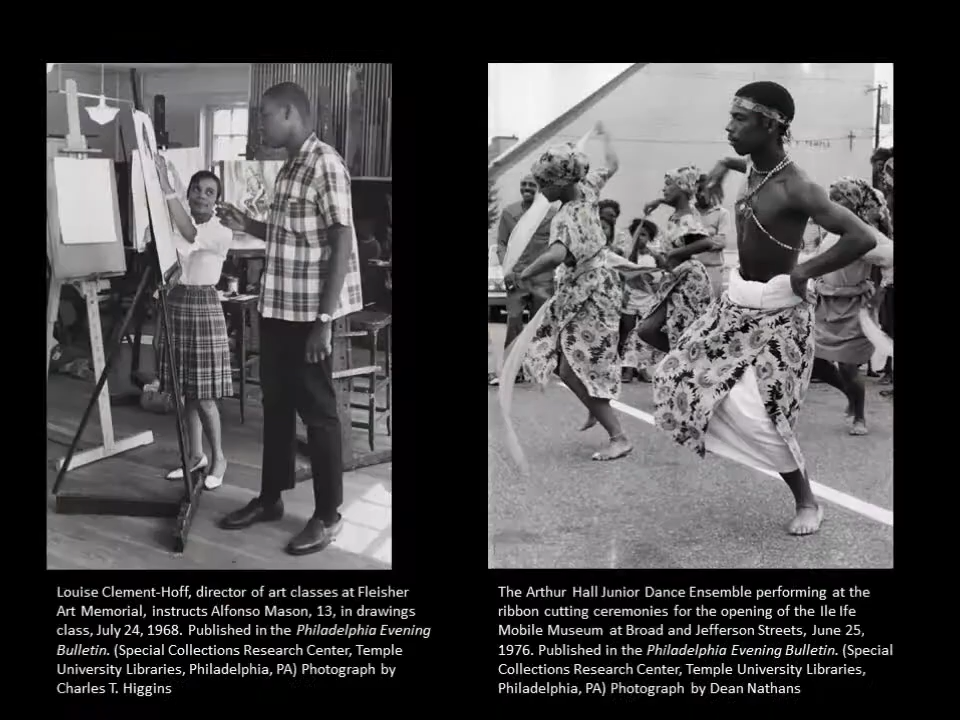 Louise Clement-Hoff, director of art classes at Fleisher
Art Memorial, instructs Alfonso Mason, 13, in drawings
class, July 24, 1968. Published in the Philadelphia Evening
Bulletin. (Special Collections Research Center, Temple
University Libraries, Philadelphia, PA) Photograph by
Charles T. Higgins
The Arthur Hall Junior Dance Ensemble performing at the
ribbon cutting ceremonies for the opening of the Ile Ife
Mobile Museum at Broad and Jefferson Streets, June 25,
1976. Published in the Philadelphia Evening Bulletin. (Special
Collections Research Center, Temple University Libraries,
Philadelphia, PA) Photograph by Dean Nathans